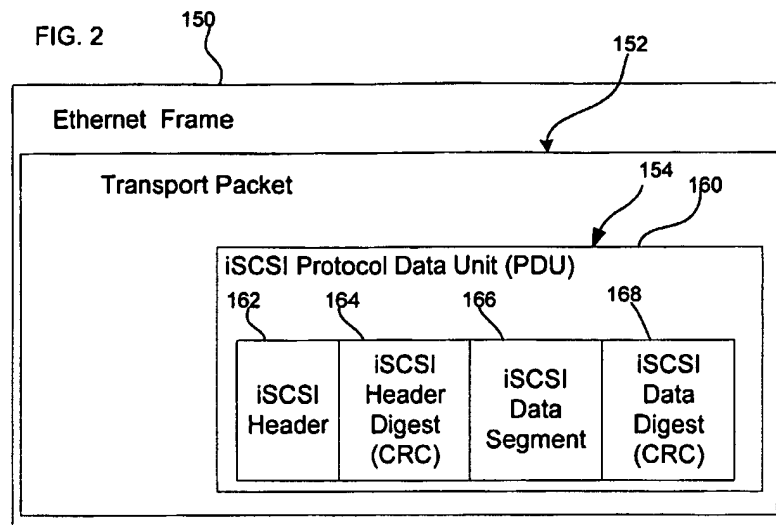 FIG. 2
150
152
Ethernet Frame
Transport Packet
154
160
iSCSI Protocol Data Unit (PDU)
162
164
166
168
iSCSI
Header
iSCSI
Header
Digest
(CRC)
iSCSI
Data
Segment
iSCSI
Data
Digest
(CRC)